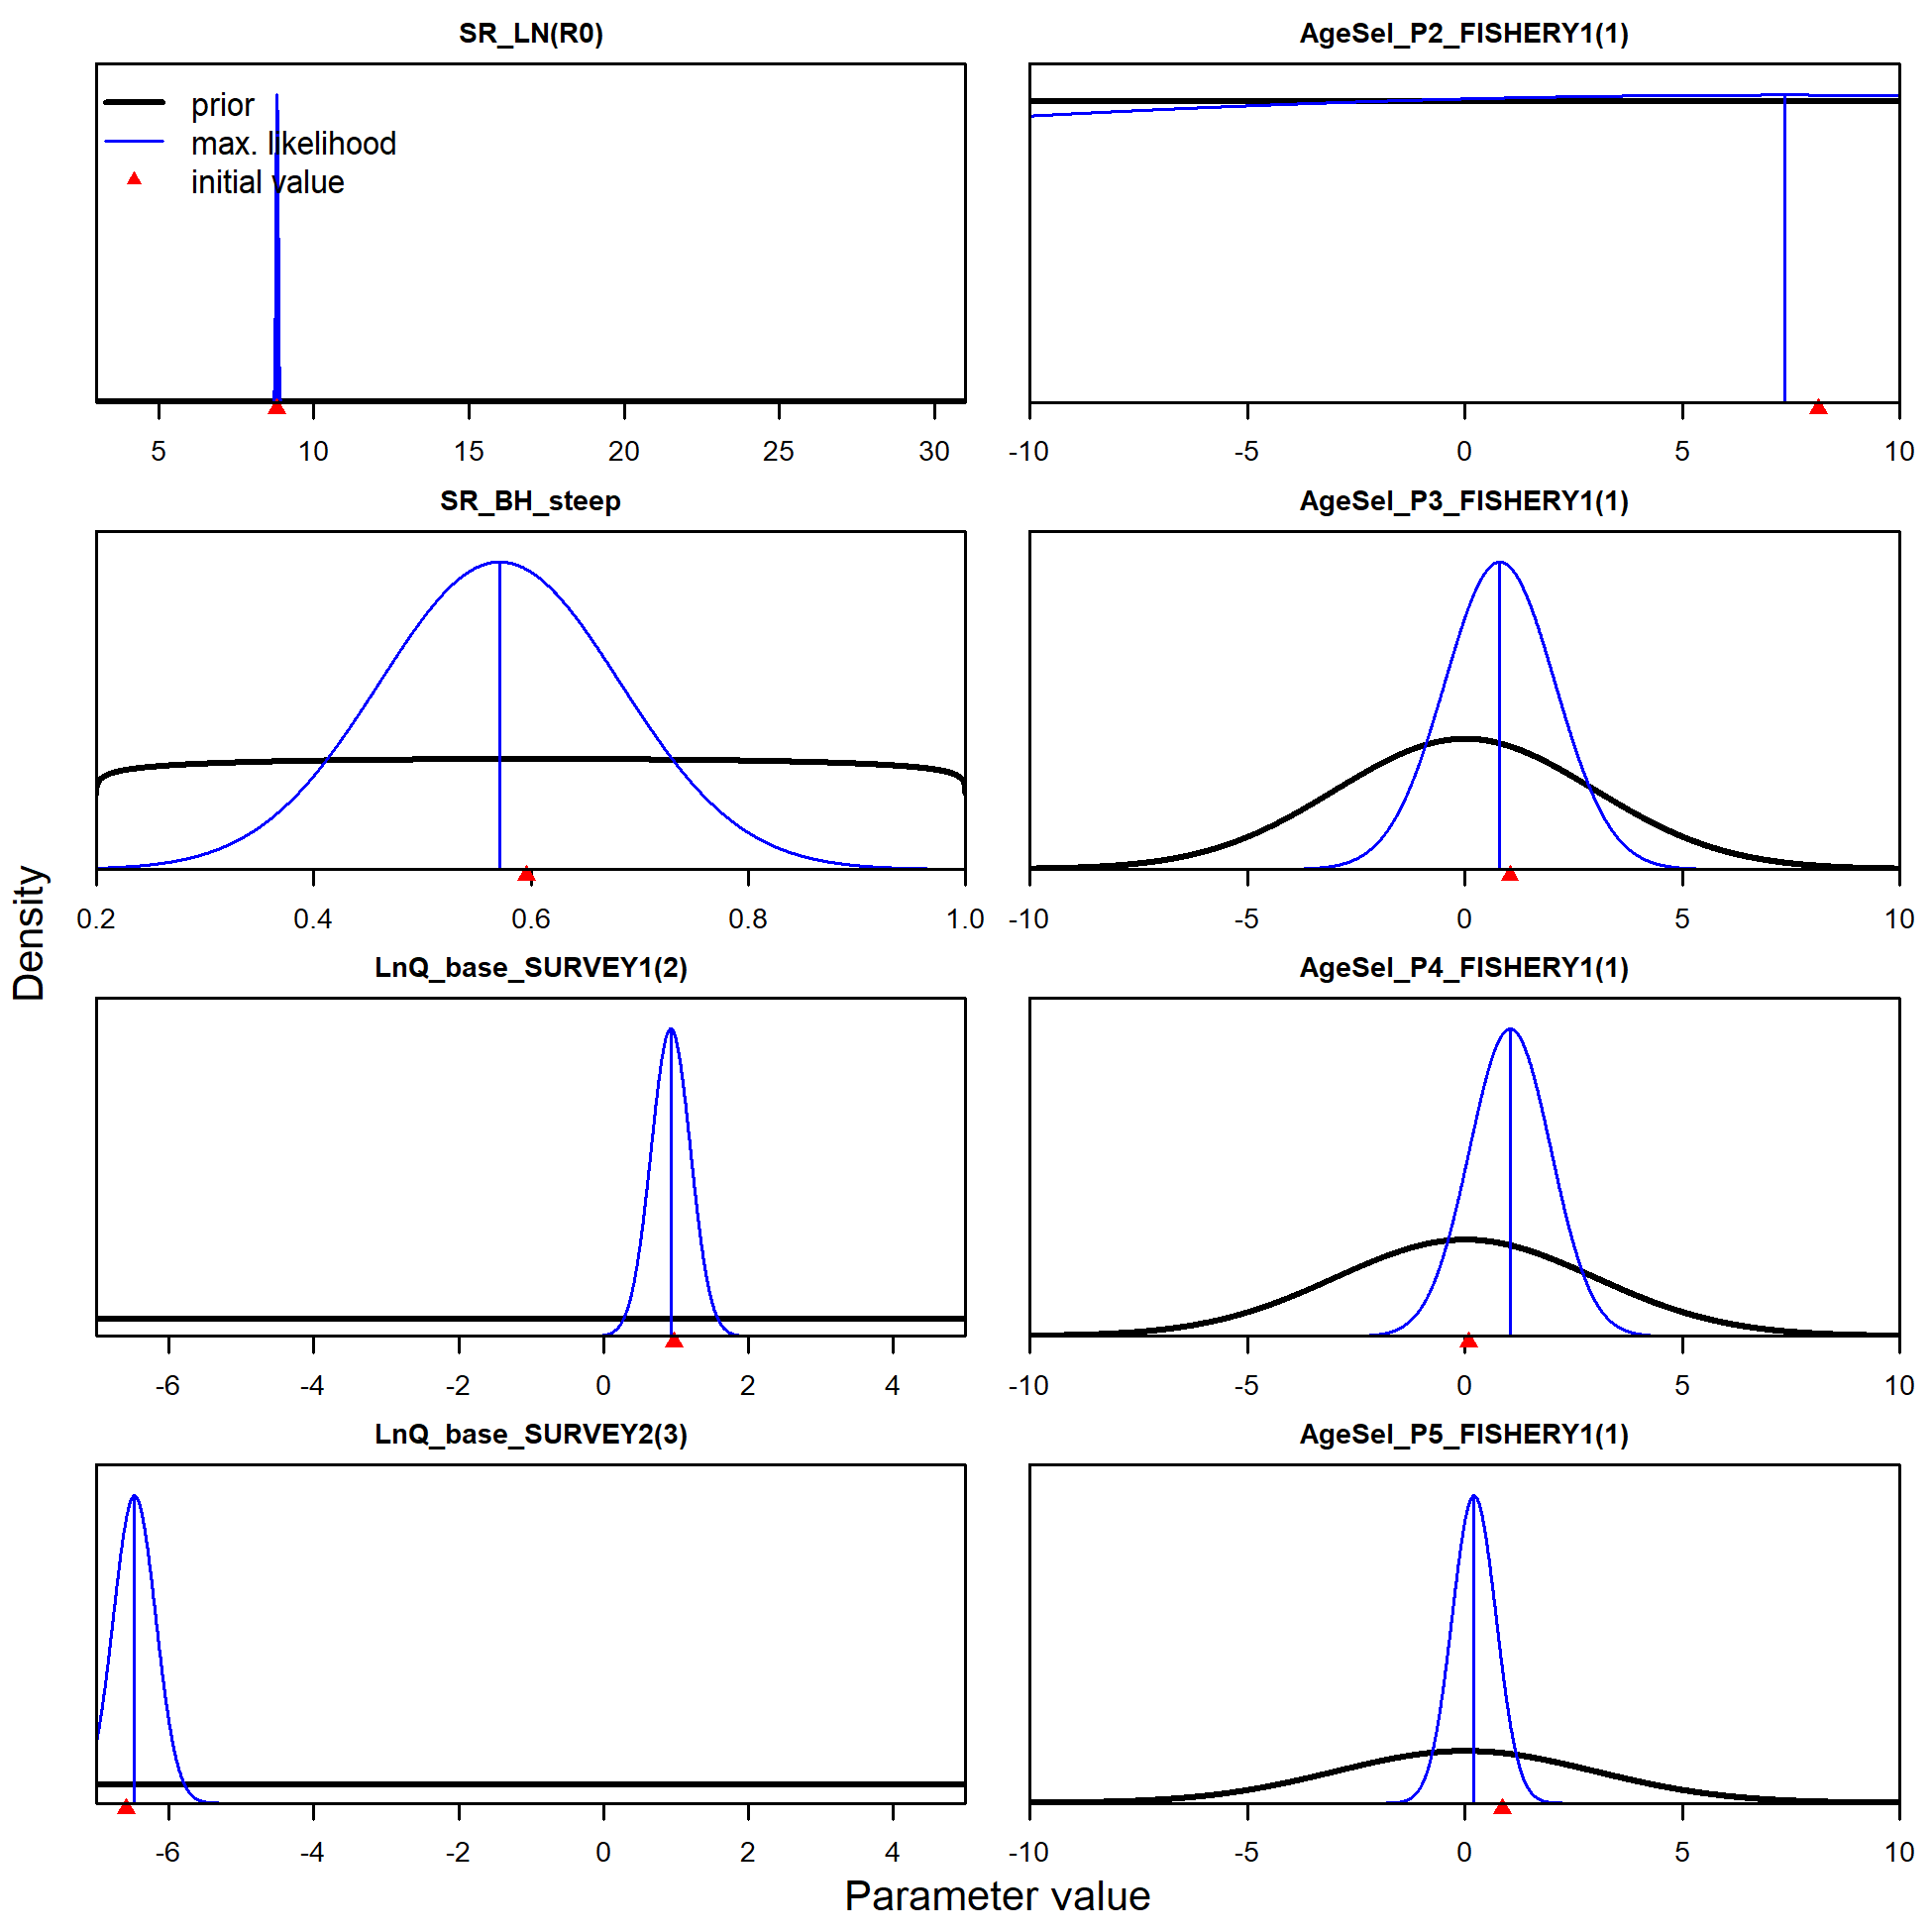 SR_LN(R0)
prior
max. likelihood
initial value
5 10 15 20 25 30
AgeSel_P2_FISHERY1(1)
-10 -5 0 5 10
SR_BH_steep
0.2 0.4 0.6 0.8 1.0
AgeSel_P3_FISHERY1(1)
-10 -5 0 5 10
LnQ_base_SURVEY1(2)
-6 -4 -2 0 2 4
AgeSel_P4_FISHERY1(1)
-10 -5 0 5 10
LnQ_base_SURVEY2(3)
-6 -4 -2 0 2 4
AgeSel_P5_FISHERY1(1)
-10 -5 0 5 10
Density
Parameter value